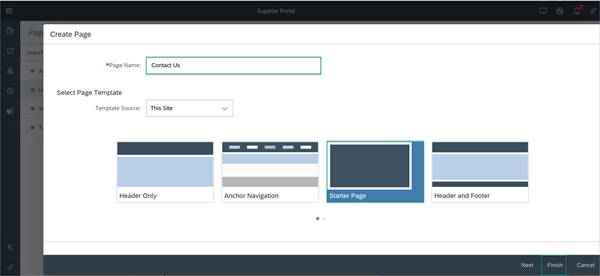 Supplier Portal
Create Page
*Page Name: Contact Us
Select Page Template
Template Source: This Site
Header Only
Anchor Navigation
Starter Page
Header and Footer
Next
Finish
Cancel